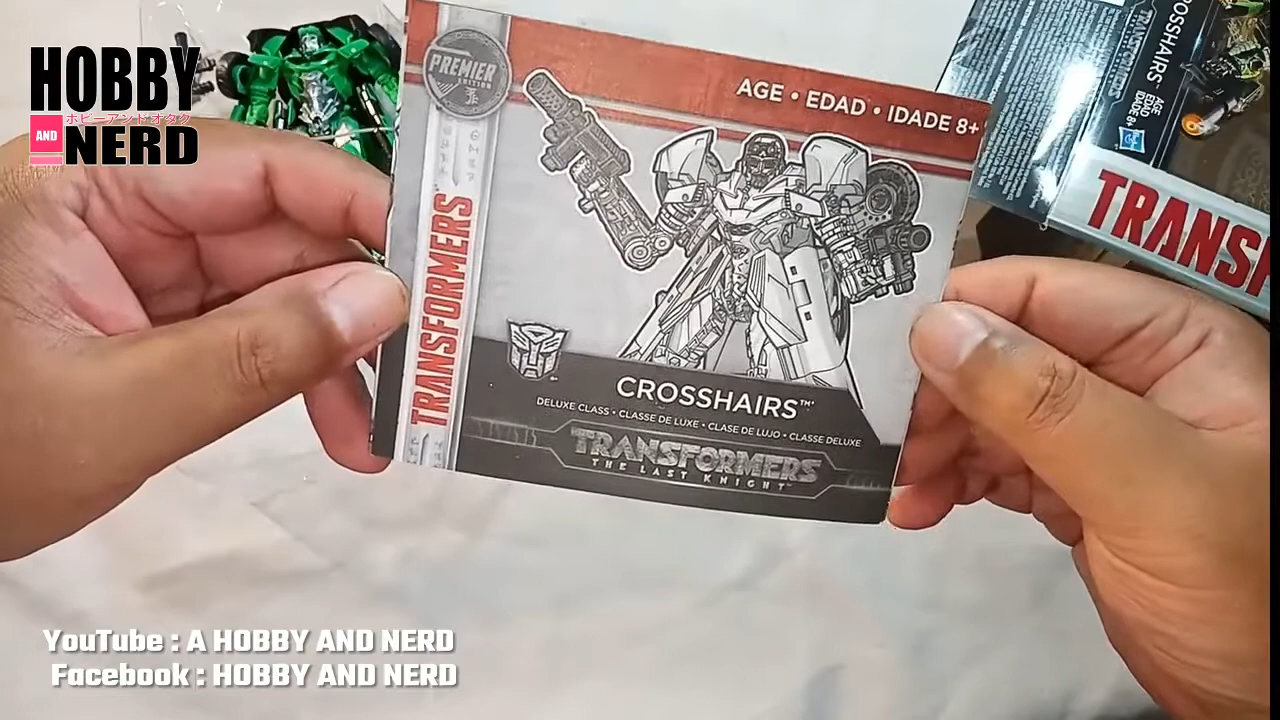 HOBBY
ホビーアンドオタク
AND
NERD
PREMIER
EDITION
AGE • EDAD • IDADE 8+
TRANSFORMERS
CROSSHAIRS™
DELUXE CLASS • CLASSE DE LUXE • CLASE DE LUJO • CLASSE DELUXE
TRANSFORMERS
THE LAST KNIGHT
TRANSFORMERS
CROSSHAIRS
AGE
EDAD
IDADE 8+
Hasbro
TRANSF
YouTube : A HOBBY AND NERD
Facebook : HOBBY AND NERD